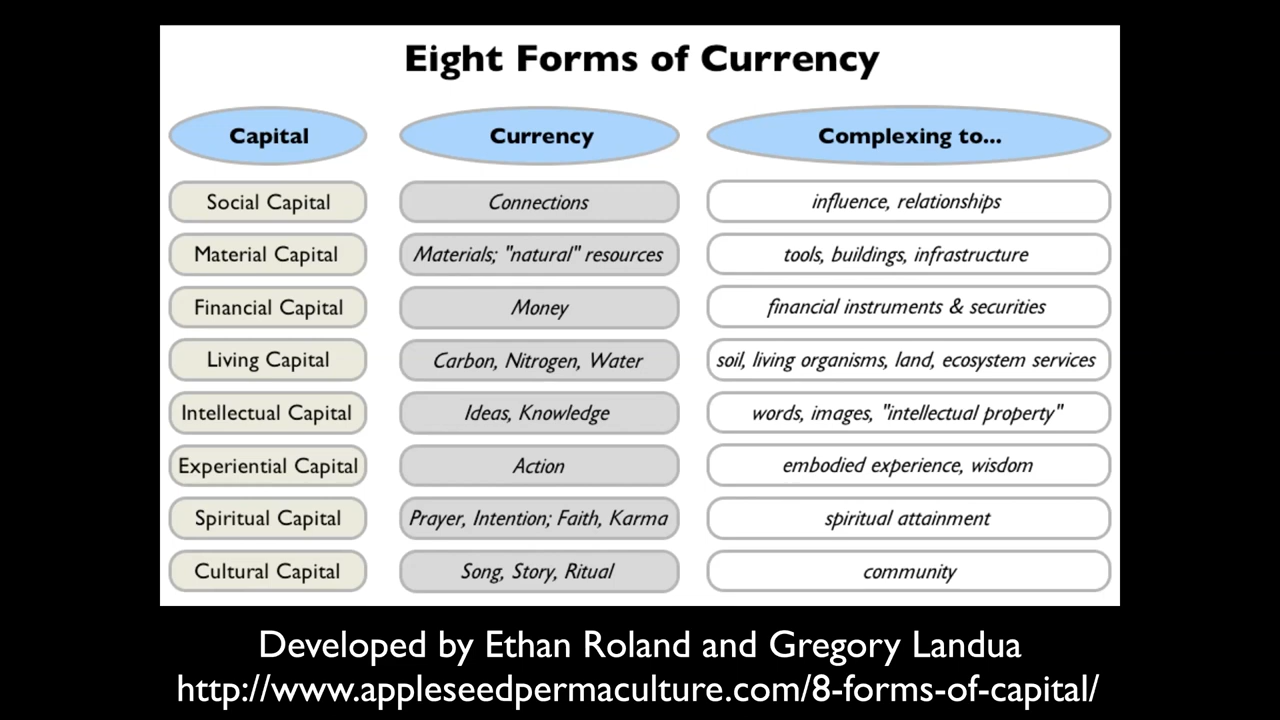 Eight Forms of Currency
Capital Currency Complexing to...
Social Capital Connections influence, relationships
Material Capital Materials; "natural" resources tools, buildings, infrastructure
Financial Capital Money financial instruments & securities
Living Capital Carbon, Nitrogen, Water soil, living organisms, land, ecosystem services
Intellectual Capital Ideas, Knowledge words, images, "intellectual property"
Experiential Capital Action embodied experience, wisdom
Spiritual Capital Prayer, Intention; Faith, Karma spiritual attainment
Cultural Capital Song, Story, Ritual community
Developed by Ethan Roland and Gregory Landua
http://www.appleseedpermaculture.com/8-forms-of-capital/